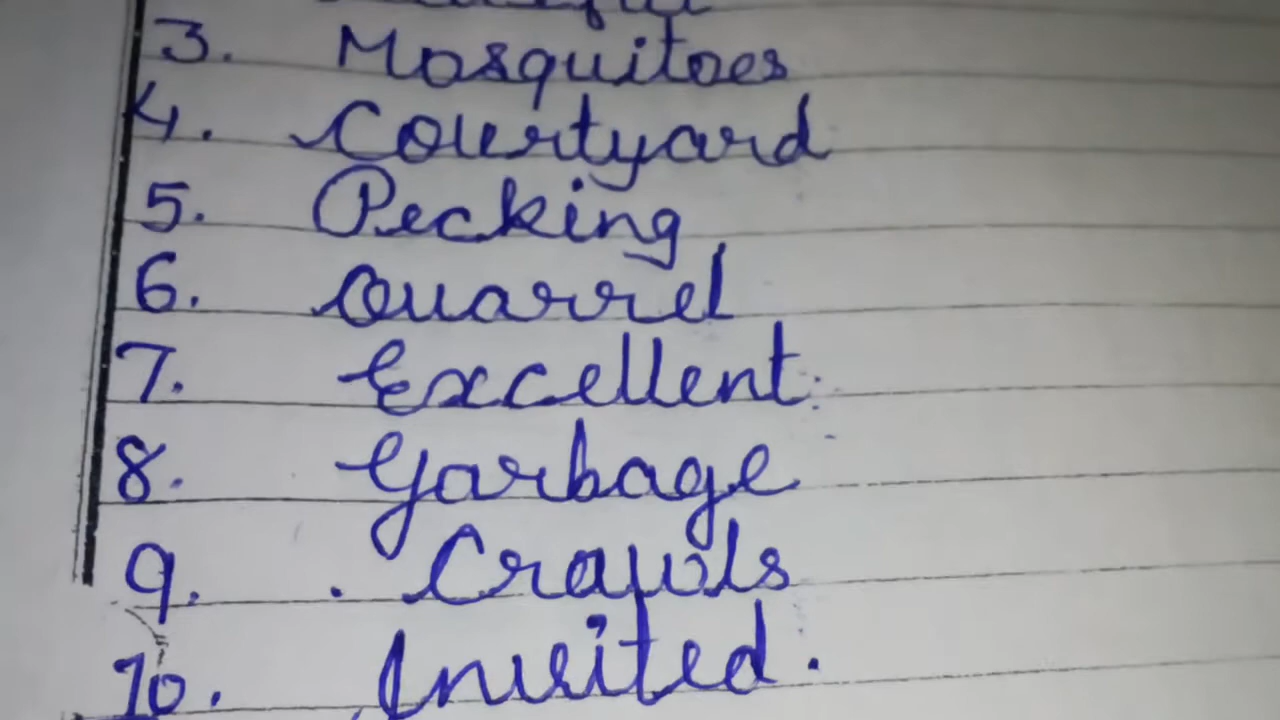 3. Mosquitoes
4. Courtyard
5. Pecking
6. Quarrel
7. Excellent
8. Garbage
9. Crawls
10. Invited.